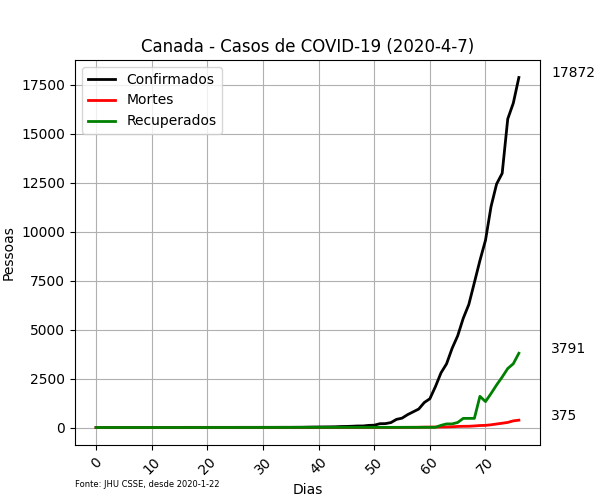 Canada - Casos de COVID-19 (2020-4-7)
Confirmados
Mortes
Recuperados
17872
3791
375
Pessoas
17500
15000
12500
10000
7500
5000
2500
0
0 10 20 30 40 50 60 70
Fonte: JHU CSSE, desde 2020-1-22
Dias